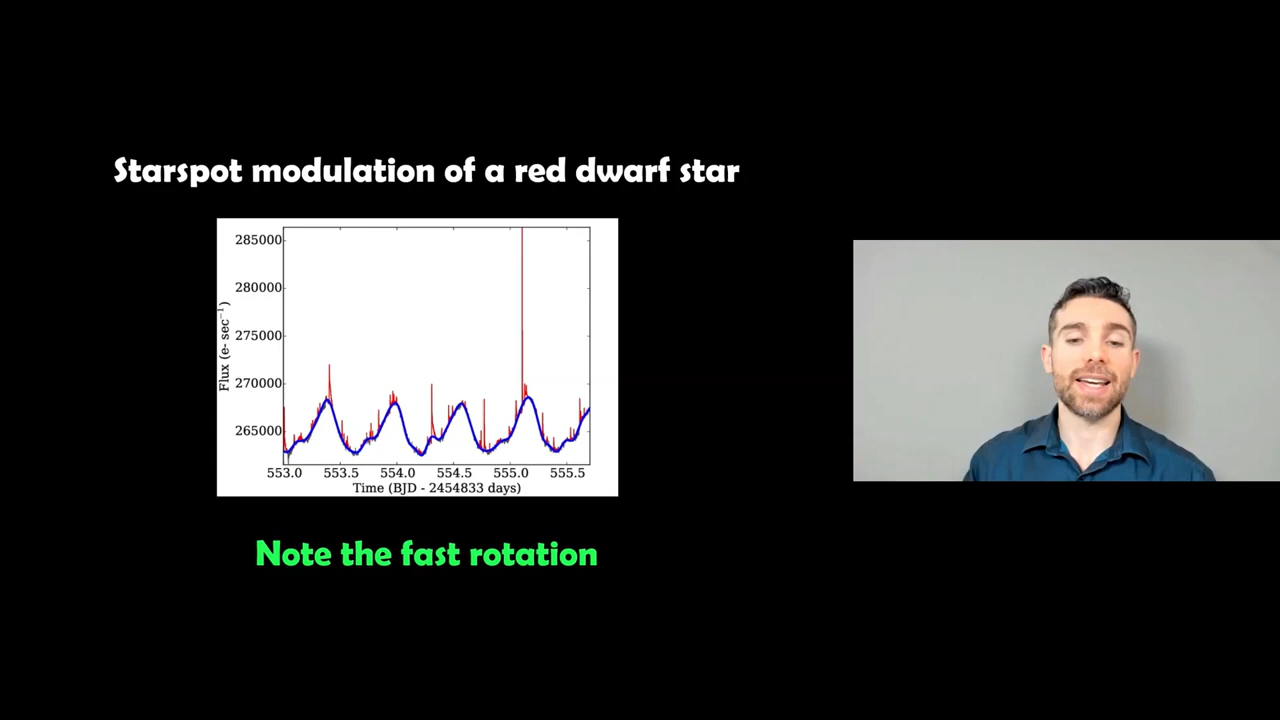 Starspot modulation of a red dwarf star
285000
280000
275000
270000
265000
Flux (e- sec⁻¹)
553.0 553.5 554.0 554.5 555.0 555.5
Time (BJD - 2454833 days)
Note the fast rotation